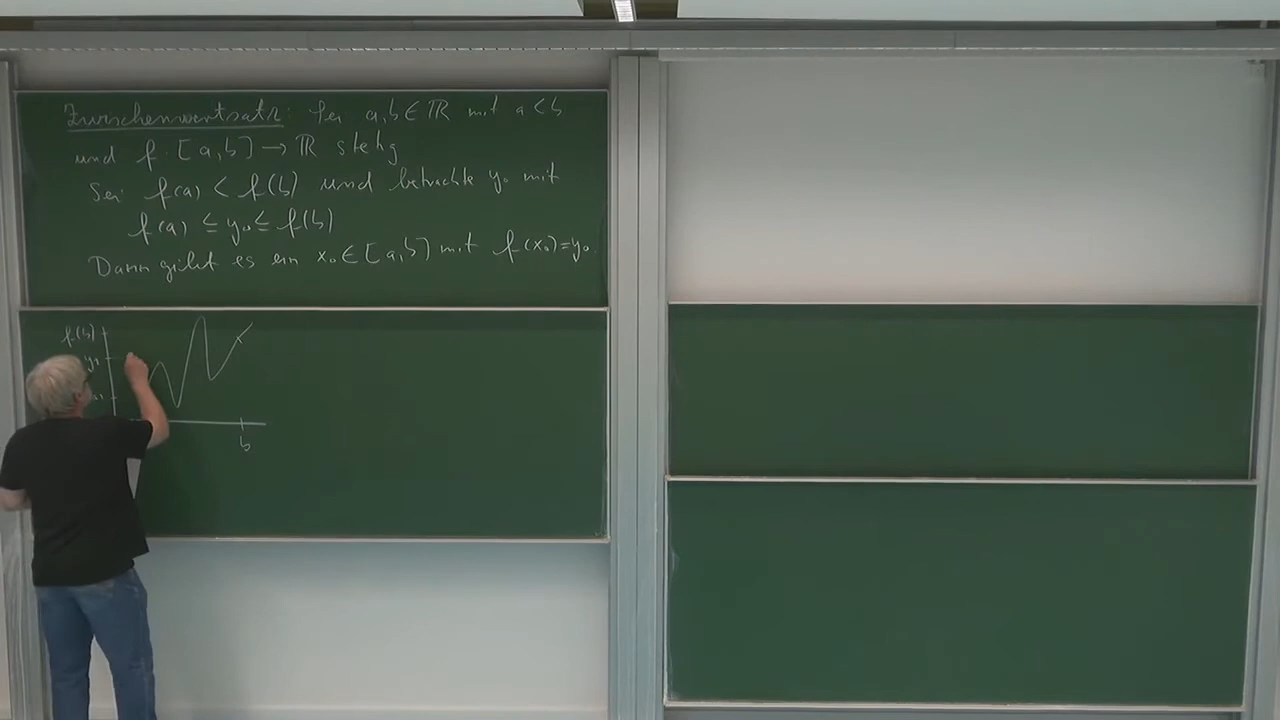 Zwischenwertsatz: Sei a,b ∈ ℝ mit a < b
und f: [a,b] → ℝ stetig
Sei f(a) < f(b) und betrachte y₀ mit
f(a) ≤ y₀ ≤ f(b)
Dann gibt es ein x₀ ∈ [a,b] mit f(x₀)=y₀.
f(b)
y₀
b